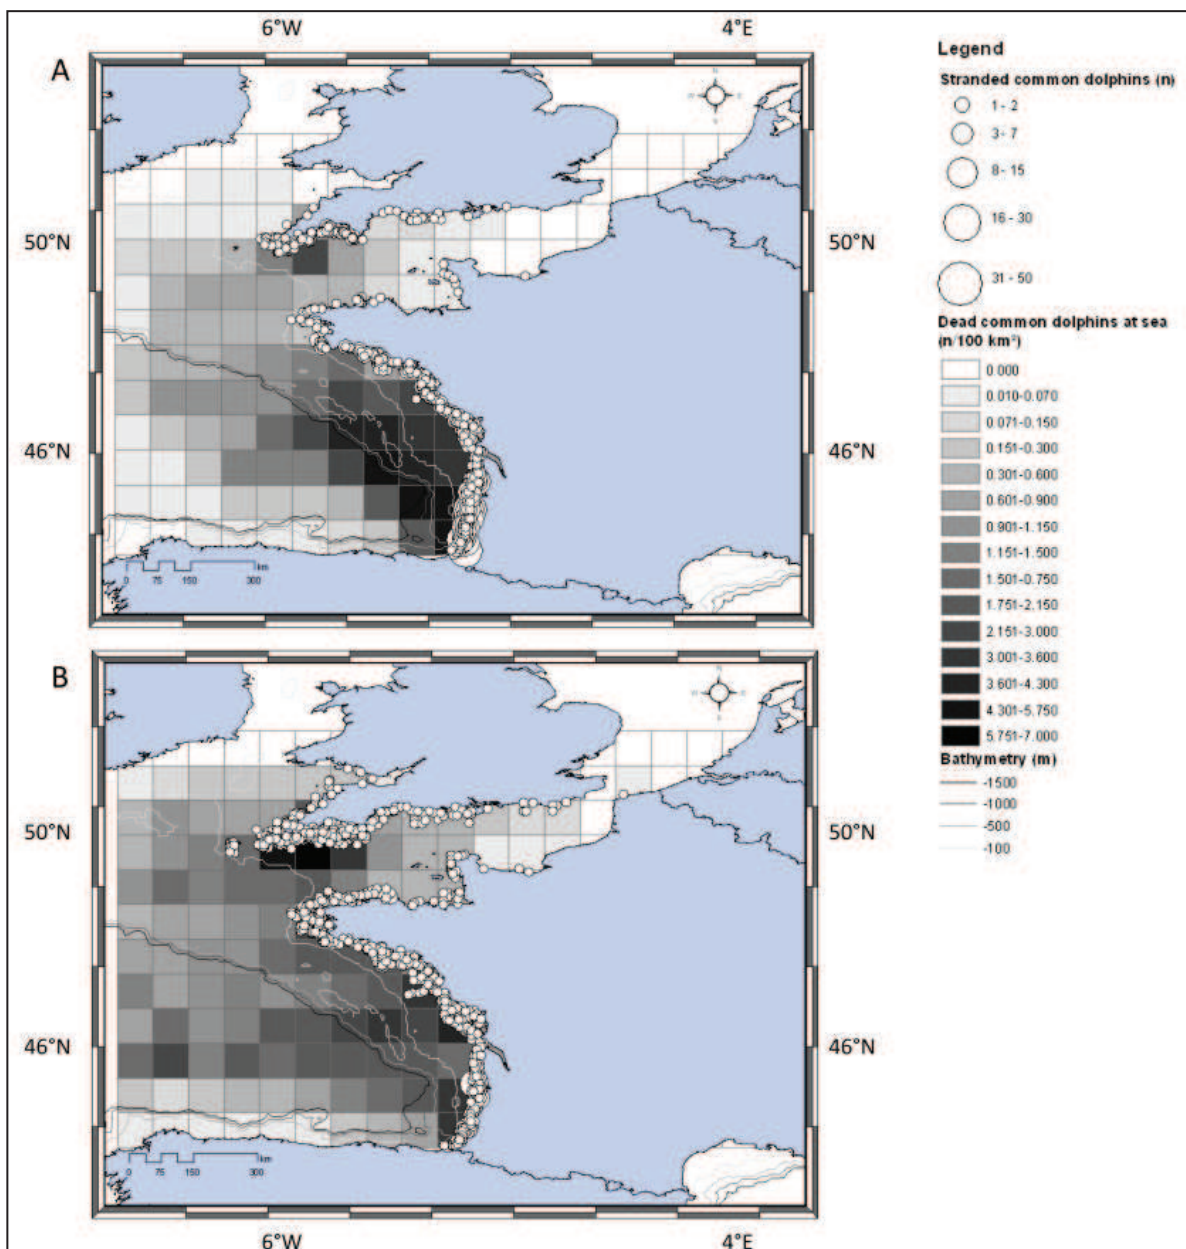 6°W 4°E
A
50°N 50°N
46°N 46°N
0 75 150 300
km
B
50°N 50°N
46°N 46°N
0 75 150 300
km
6°W 4°E
Legend
Stranded common dolphins (n)
1 - 2
3 - 7
8 - 15
16 - 30
31 - 50
Dead common dolphins at sea
(n/100 km²)
0.000
0.010-0.070
0.071-0.150
0.151-0.300
0.301-0.600
0.601-0.900
0.901-1.150
1.151-1.500
1.501-0.750
1.751-2.150
2.151-3.000
3.001-3.600
3.601-4.300
4.301-5.750
5.751-7.000
Bathymetry (m)
-1500
-1000
-500
-100